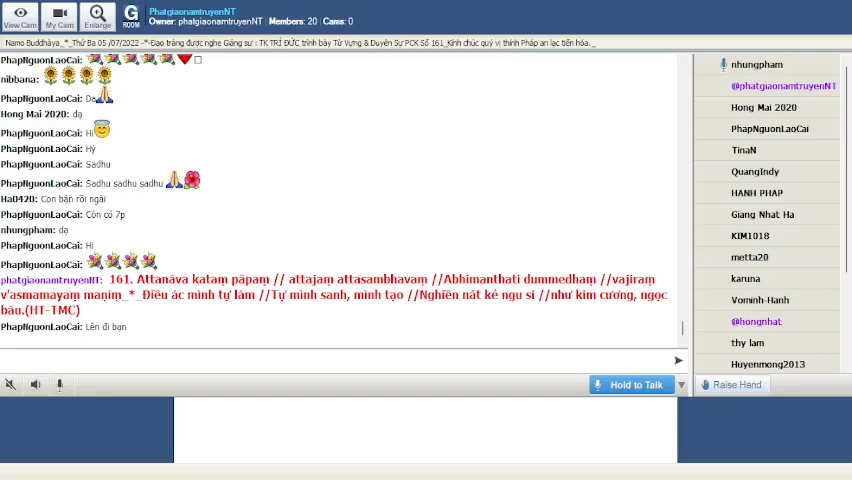 PhatgiaonamtruyenNT
Owner: phatgiaonamtruyenNT | Members: 20 | Cams: 0
View Cam
My Cam
Enlarge
G
ROOM
Namo Buddhàya_*_Thứ Ba 05 /07/2022 -*-Đạo tràng được nghe Giảng sư : TK TRÍ ĐỨC trình bày Từ Vựng & Duyên Sự PCK Số 161_Kính chúc quý vị thính Pháp an lạc tiến hóa._
PhapNguonLaoCai:
nibbana:
PhapNguonLaoCai: Dạ
Hong Mai 2020: dạ
PhapNguonLaoCai: Hi
PhapNguonLaoCai: Hý
PhapNguonLaoCai: Sadhu
PhapNguonLaoCai: Sadhu sadhu sadhu
Ha0420: Con bận rồi ngài
PhapNguonLaoCai: Còn có 7p
nhungpham: dạ
PhapNguonLaoCai: Hi
PhapNguonLaoCai:
phatgiaonamtruyenNT: 161. Attanāva kataṃ pāpaṃ // attajaṃ attasambhavaṃ //Abhimanthati dummedhaṃ //vajiraṃ
v'asmamayaṃ maṇiṃ_*_Điều ác mình tự làm //Tự mình sanh, mình tạo //Nghiền nát kẻ ngu si //như kim cương, ngọc
báu.(HT-TMC)
PhapNguonLaoCai: Lên đi bạn
Hold to Talk
nhungpham
@phatgiaonamtruyenNT
Hong Mai 2020
PhapNguonLaoCai
TinaN
QuangIndy
HANH PHAP
Giang Nhat Ha
KIM1018
metta20
karuna
Vominh-Hanh
@hongnhat
thy lam
Huyenmong2013
Raise Hand